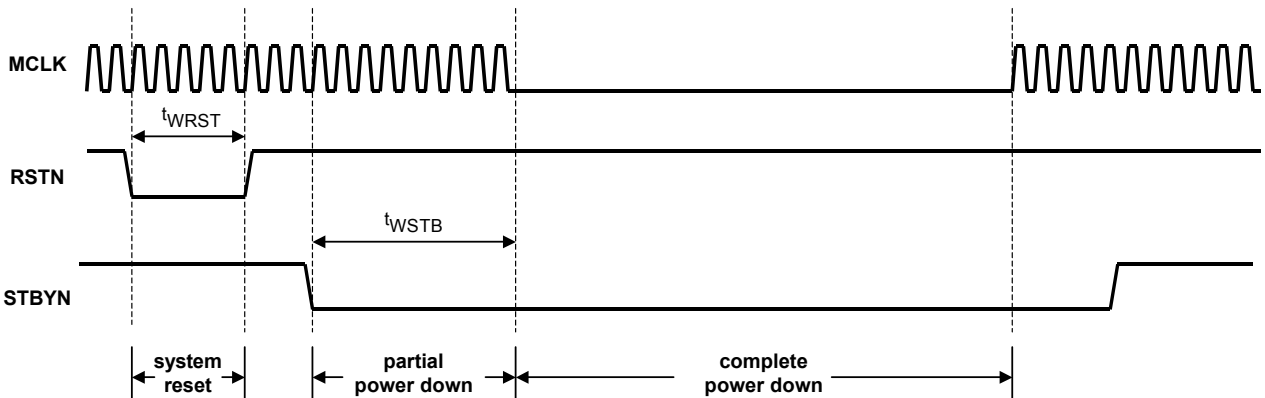 MCLK
tWRST
RSTN
tWSTB
STBYN
system
reset
partial
power down
complete
power down